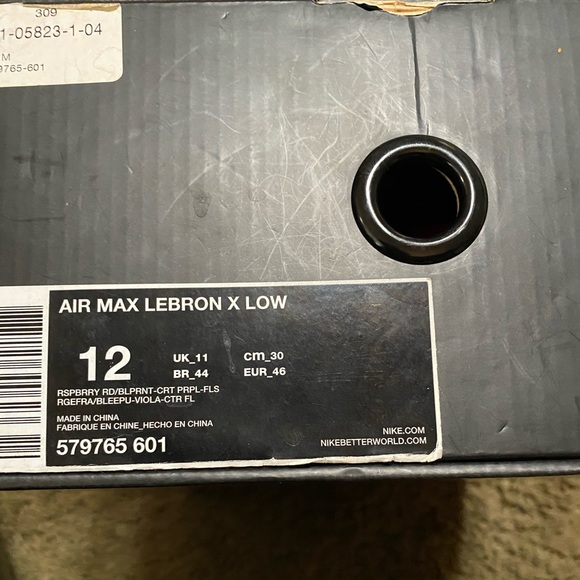 309
1-05823-1-04
M
9765-601
AIR MAX LEBRON X LOW
12
UK_11 cm_30
BR_44 EUR_46
RSPBRRY RD/BLPRNT-CRT PRPL-FLS
RGEFRA/BLEEPU-VIOLA-CTR FL
MADE IN CHINA
FABRIQUE EN CHINE_HECHO EN CHINA
579765 601
NIKE.COM
NIKEBETTERWORLD.COM